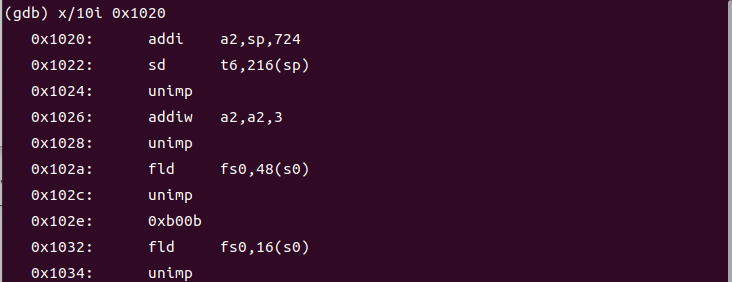 (gdb) x/10i 0x1020
0x1020: addi a2,sp,724
0x1022: sd t6,216(sp)
0x1024: unimp
0x1026: addiw a2,a2,3
0x1028: unimp
0x102a: fld fs0,48(s0)
0x102c: unimp
0x102e: 0xb00b
0x1032: fld fs0,16(s0)
0x1034: unimp